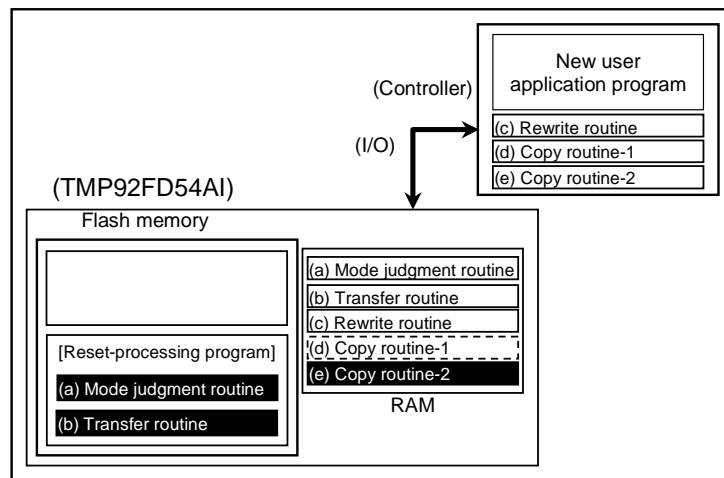 New user
application program
(Controller)
(c) Rewrite routine
(I/O)
(d) Copy routine-1
(e) Copy routine-2
(TMP92FD54AI)
Flash memory
(a) Mode judgment routine
(b) Transfer routine
(c) Rewrite routine
[Reset-processing program]
(d) Copy routine-1
(e) Copy routine-2
(a) Mode judgment routine
RAM
(b) Transfer routine